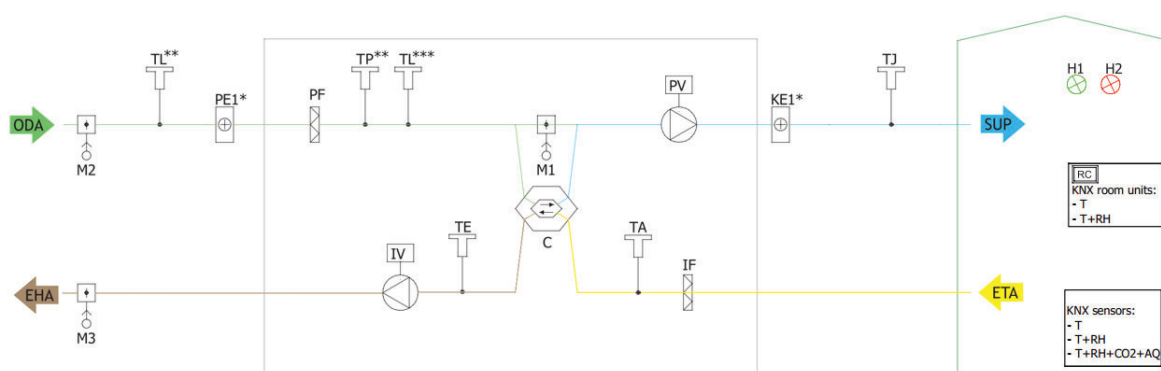 TL**
TP**
TL***
TJ
H1
H2
PE1*
PF
PV
KE1*
ODA
SUP
M2
M1
RC
KNX room units:
- T
- T+RH
C
TE
TA
IV
IF
EHA
ETA
M3
KNX sensors:
- T
- T+RH
- T+RH+CO2+AQ